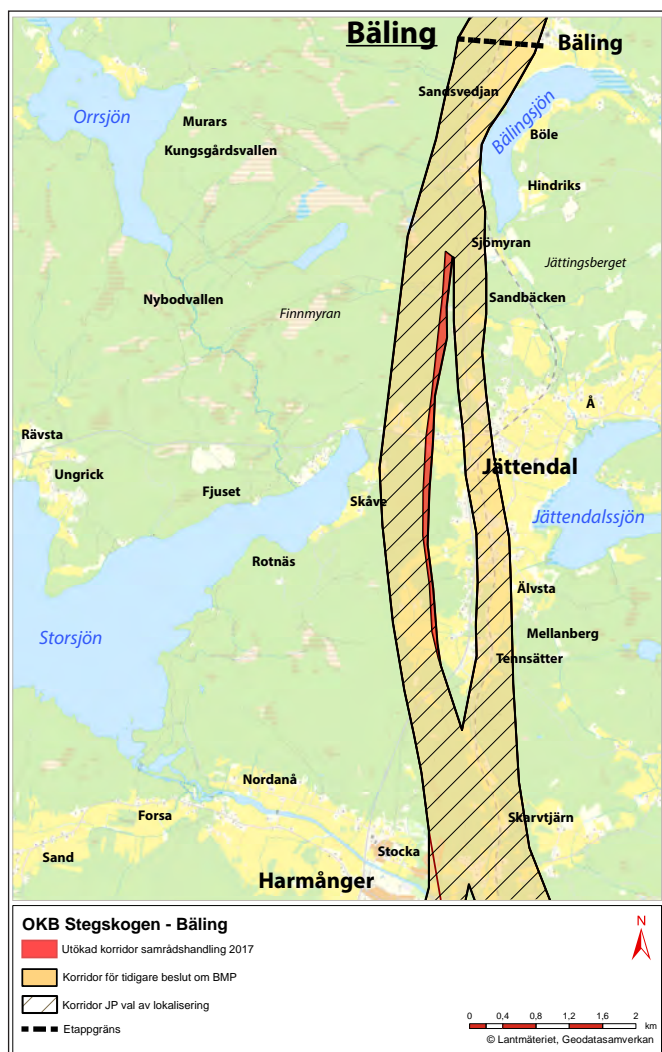 Bäling
Bäling
Sandsvedjan
Orrsjön
Murars
Kungsgårdsvallen
Bälingsjön
Böle
Hindriks
Sjömyran
Jättingsberget
Nybodvallen
Finnmyran
Sandbäcken
Å
Rävsta
Ungrick
Fjuset
Skåve
Jättendal
Jättendalssjön
Rotnäs
Älvsta
Storsjön
Mellanberg
Tennsätter
Nordanå
Forsa
Skarvtjärn
Sand
Stocka
Harmånger
OKB Stegskogen - Bäling
Utökad korridor samrådshandling 2017
Korridor för tidigare beslut om BMP
Korridor JP val av lokalisering
Etappgräns
N
0 0,4 0,8 1,2 1,6 2
km
© Lantmäteriet, Geodatasamverkan